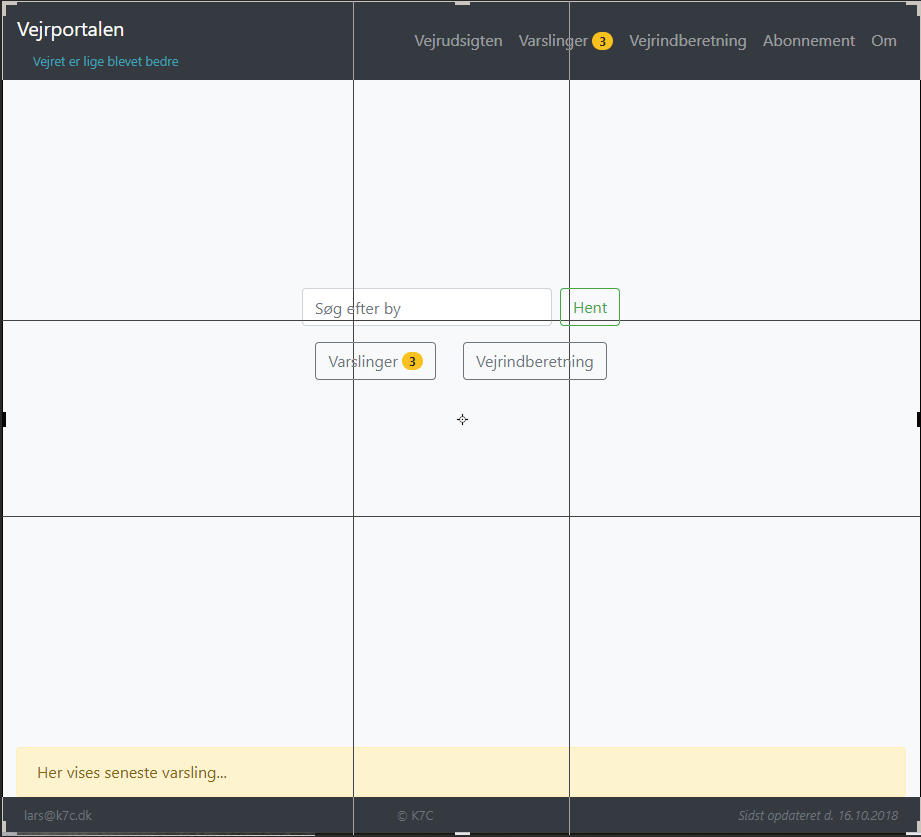 Vejrportalen
Vejret er lige blevet bedre
Vejrudsigten Varslinger 3 Vejrindberetning Abonnement Om
Søg efter by Hent
Varslinger 3 Vejrindberetning
Her vises seneste varsling...
lars@k7c.dk © K7C Sidst opdateret d. 16.10.2018